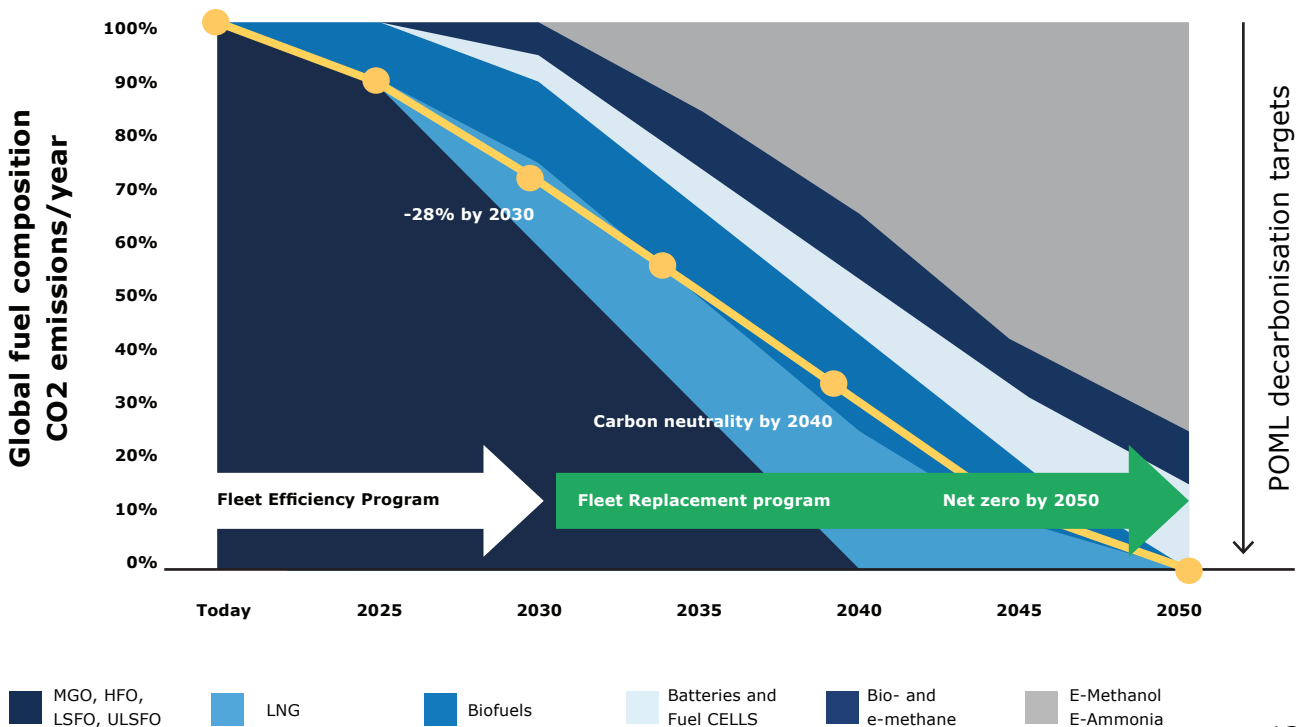 Global fuel composition
CO2 emissions/year
100%
90%
80%
70%
60%
50%
40%
30%
20%
10%
0%
-28% by 2030
Carbon neutrality by 2040
Fleet Efficiency Program
Fleet Replacement program
Net zero by 2050
POML decarbonisation targets
Today
2025
2030
2035
2040
2045
2050
MGO, HFO,
LSFO, ULSFO
LNG
Biofuels
Batteries and
Fuel CELLS
Bio- and
e-methane
E-Methanol
E-Ammonia